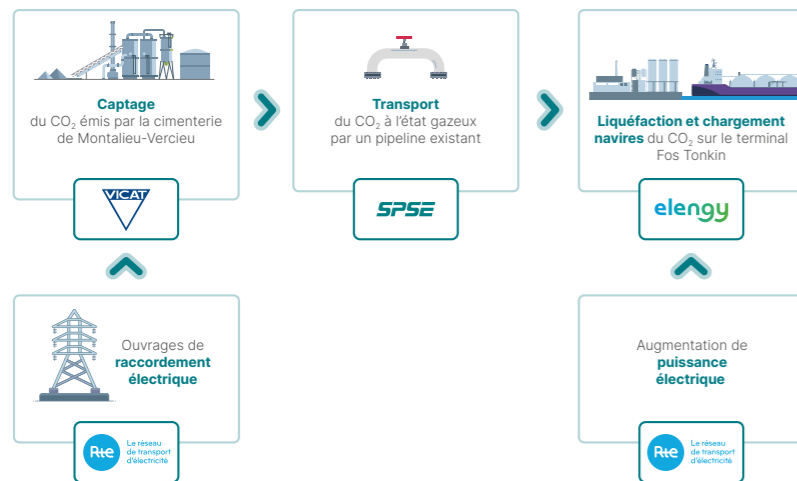 Captage
du CO₂ émis par la cimenterie
de Montalieu-Vercieu
VICAT
Transport
du CO₂ à l’état gazeux
par un pipeline existant
SPSE
Liquéfaction et chargement
navires du CO₂ sur le terminal
Fos Tonkin
elengy
Ouvrages de
raccordement
électrique
Rte
Le réseau
de transport
d'électricité
Augmentation de
puissance
électrique
Rte
Le réseau
de transport
d'électricité